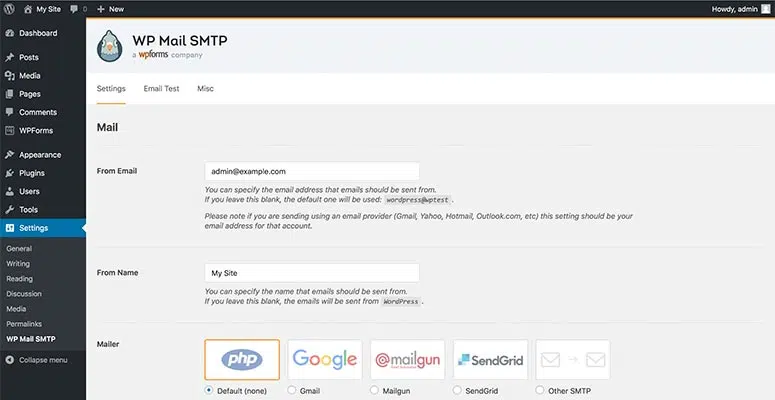 My Site
0
New
Howdy, admin
Dashboard
Posts
Media
Pages
Comments
WPForms
Appearance
Plugins
Users
Tools
Settings
General
Writing
Reading
Discussion
Media
Permalinks
WP Mail SMTP
Collapse menu
WP Mail SMTP
a wpforms company
Settings Email Test Misc
Mail
From Email
admin@example.com
You can specify the email address that emails should be sent from.
If you leave this blank, the default one will be used: wordpress@wptest .
Please note if you are sending using an email provider (Gmail, Yahoo, Hotmail, Outlook.com, etc) this setting should be your
email address for that account.
From Name
My Site
You can specify the name that emails should be sent from.
If you leave this blank, the emails will be sent from WordPress .
Mailer
php Google @mailgun SendGrid
Default (none) Gmail Mailgun SendGrid Other SMTP